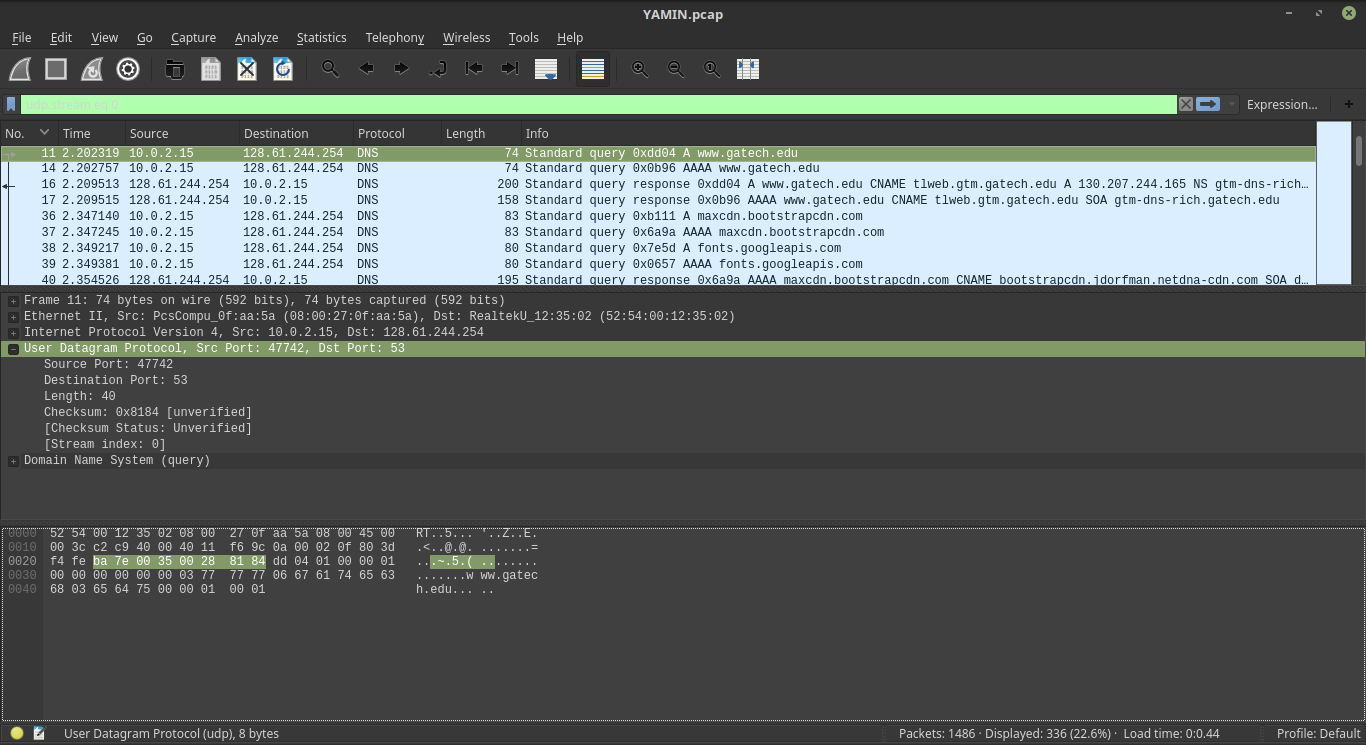 YAMIN.pcap
File Edit View Go Capture Analyze Statistics Telephony Wireless Tools Help
udp.stream eq 0 Expression... +
No. Time Source Destination Protocol Length Info
11 2.202319 10.0.2.15 128.61.244.254 DNS 74 Standard query 0xdd04 A www.gatech.edu
14 2.202757 10.0.2.15 128.61.244.254 DNS 74 Standard query 0x0b96 AAAA www.gatech.edu
16 2.209513 128.61.244.254 10.0.2.15 DNS 200 Standard query response 0xdd04 A www.gatech.edu CNAME tlweb.gtm.gatech.edu A 130.207.244.165 NS gtm-dns-rich…
17 2.209515 128.61.244.254 10.0.2.15 DNS 158 Standard query response 0x0b96 AAAA www.gatech.edu CNAME tlweb.gtm.gatech.edu SOA gtm-dns-rich.gatech.edu
36 2.347140 10.0.2.15 128.61.244.254 DNS 83 Standard query 0xb111 A maxcdn.bootstrapcdn.com
37 2.347245 10.0.2.15 128.61.244.254 DNS 83 Standard query 0x6a9a AAAA maxcdn.bootstrapcdn.com
38 2.349217 10.0.2.15 128.61.244.254 DNS 80 Standard query 0x7e5d A fonts.googleapis.com
39 2.349381 10.0.2.15 128.61.244.254 DNS 80 Standard query 0x0657 AAAA fonts.googleapis.com
40 2.354526 128.61.244.254 10.0.2.15 DNS 195 Standard query response 0x6a9a AAAA maxcdn.bootstrapcdn.com CNAME bootstrapcdn.jdorfman.netdna-cdn.com SOA d…
Frame 11: 74 bytes on wire (592 bits), 74 bytes captured (592 bits)
Ethernet II, Src: PcsCompu_0f:aa:5a (08:00:27:0f:aa:5a), Dst: RealtekU_12:35:02 (52:54:00:12:35:02)
Internet Protocol Version 4, Src: 10.0.2.15, Dst: 128.61.244.254
User Datagram Protocol, Src Port: 47742, Dst Port: 53
Source Port: 47742
Destination Port: 53
Length: 40
Checksum: 0x8184 [unverified]
[Checksum Status: Unverified]
[Stream index: 0]
Domain Name System (query)
0000 52 54 00 12 35 02 08 00 27 0f aa 5a 08 00 45 00 RT..5... '..Z..E.
0010 00 3c c2 c9 40 00 40 11 f6 9c 0a 00 02 0f 80 3d .<..@.@. .......=
0020 f4 fe ba 7e 00 35 00 28 81 84 dd 04 01 00 00 01 ...~.5.( ........
0030 00 00 00 00 00 00 03 77 77 77 06 67 61 74 65 63 .......w ww.gatec
0040 68 03 65 64 75 00 00 01 00 01 h.edu... ..
User Datagram Protocol (udp), 8 bytes Packets: 1486 · Displayed: 336 (22.6%) · Load time: 0:0.44 Profile: Default